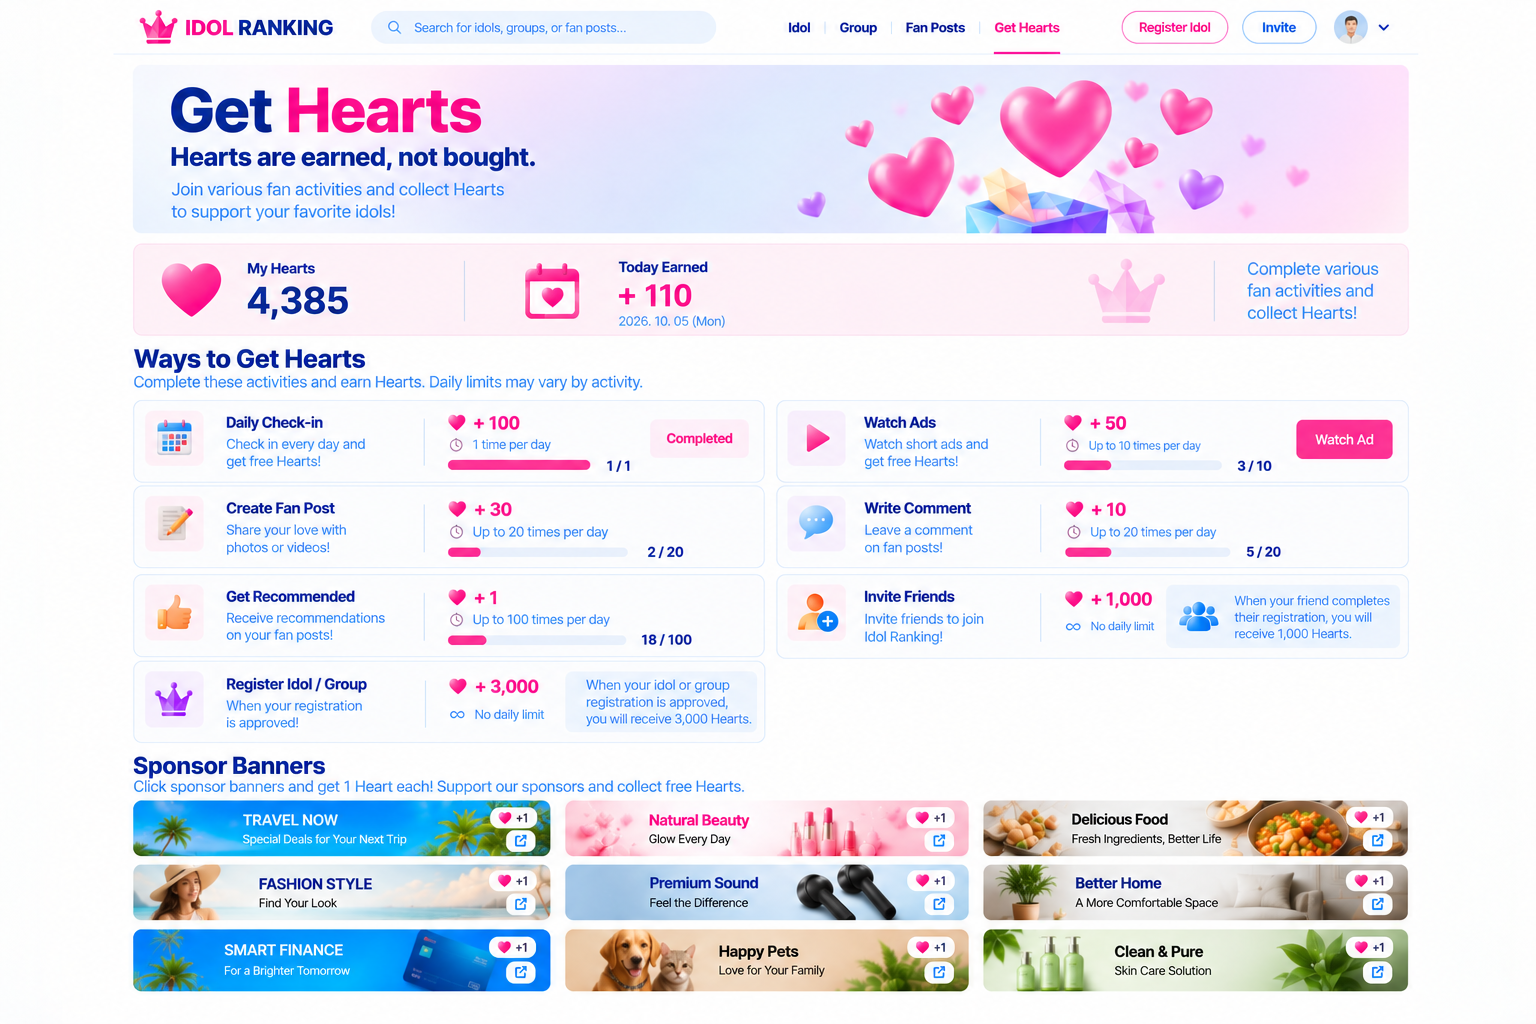 IDOL RANKING
Search for idols, groups, or fan posts...
Idol
Group
Fan Posts
Get Hearts
Register Idol
Invite
Get Hearts
Hearts are earned, not bought.
Join various fan activities and collect Hearts
to support your favorite idols!
My Hearts
4,385
Today Earned
+ 110
2026. 10. 05 (Mon)
Complete various
fan activities and
collect Hearts!
Ways to Get Hearts
Complete these activities and earn Hearts. Daily limits may vary by activity.
Daily Check-in
Check in every day and
get free Hearts!
+ 100
1 time per day
1 / 1
Completed
Watch Ads
Watch short ads and
get free Hearts!
+ 50
Up to 10 times per day
3 / 10
Watch Ad
Create Fan Post
Share your love with
photos or videos!
+ 30
Up to 20 times per day
2 / 20
Write Comment
Leave a comment
on fan posts!
+ 10
Up to 20 times per day
5 / 20
Get Recommended
Receive recommendations
on your fan posts!
+ 1
Up to 100 times per day
18 / 100
Invite Friends
Invite friends to join
Idol Ranking!
+ 1,000
No daily limit
When your friend completes
their registration, you will
receive 1,000 Hearts.
Register Idol / Group
When your registration
is approved!
+ 3,000
No daily limit
When your idol or group
registration is approved,
you will receive 3,000 Hearts.
Sponsor Banners
Click sponsor banners and get 1 Heart each! Support our sponsors and collect free Hearts.
TRAVEL NOW
Special Deals for Your Next Trip
+1
Natural Beauty
Glow Every Day
+1
Delicious Food
Fresh Ingredients, Better Life
+1
FASHION STYLE
Find Your Look
+1
Premium Sound
Feel the Difference
+1
Better Home
A More Comfortable Space
+1
SMART FINANCE
For a Brighter Tomorrow
+1
Happy Pets
Love for Your Family
+1
Clean & Pure
Skin Care Solution
+1